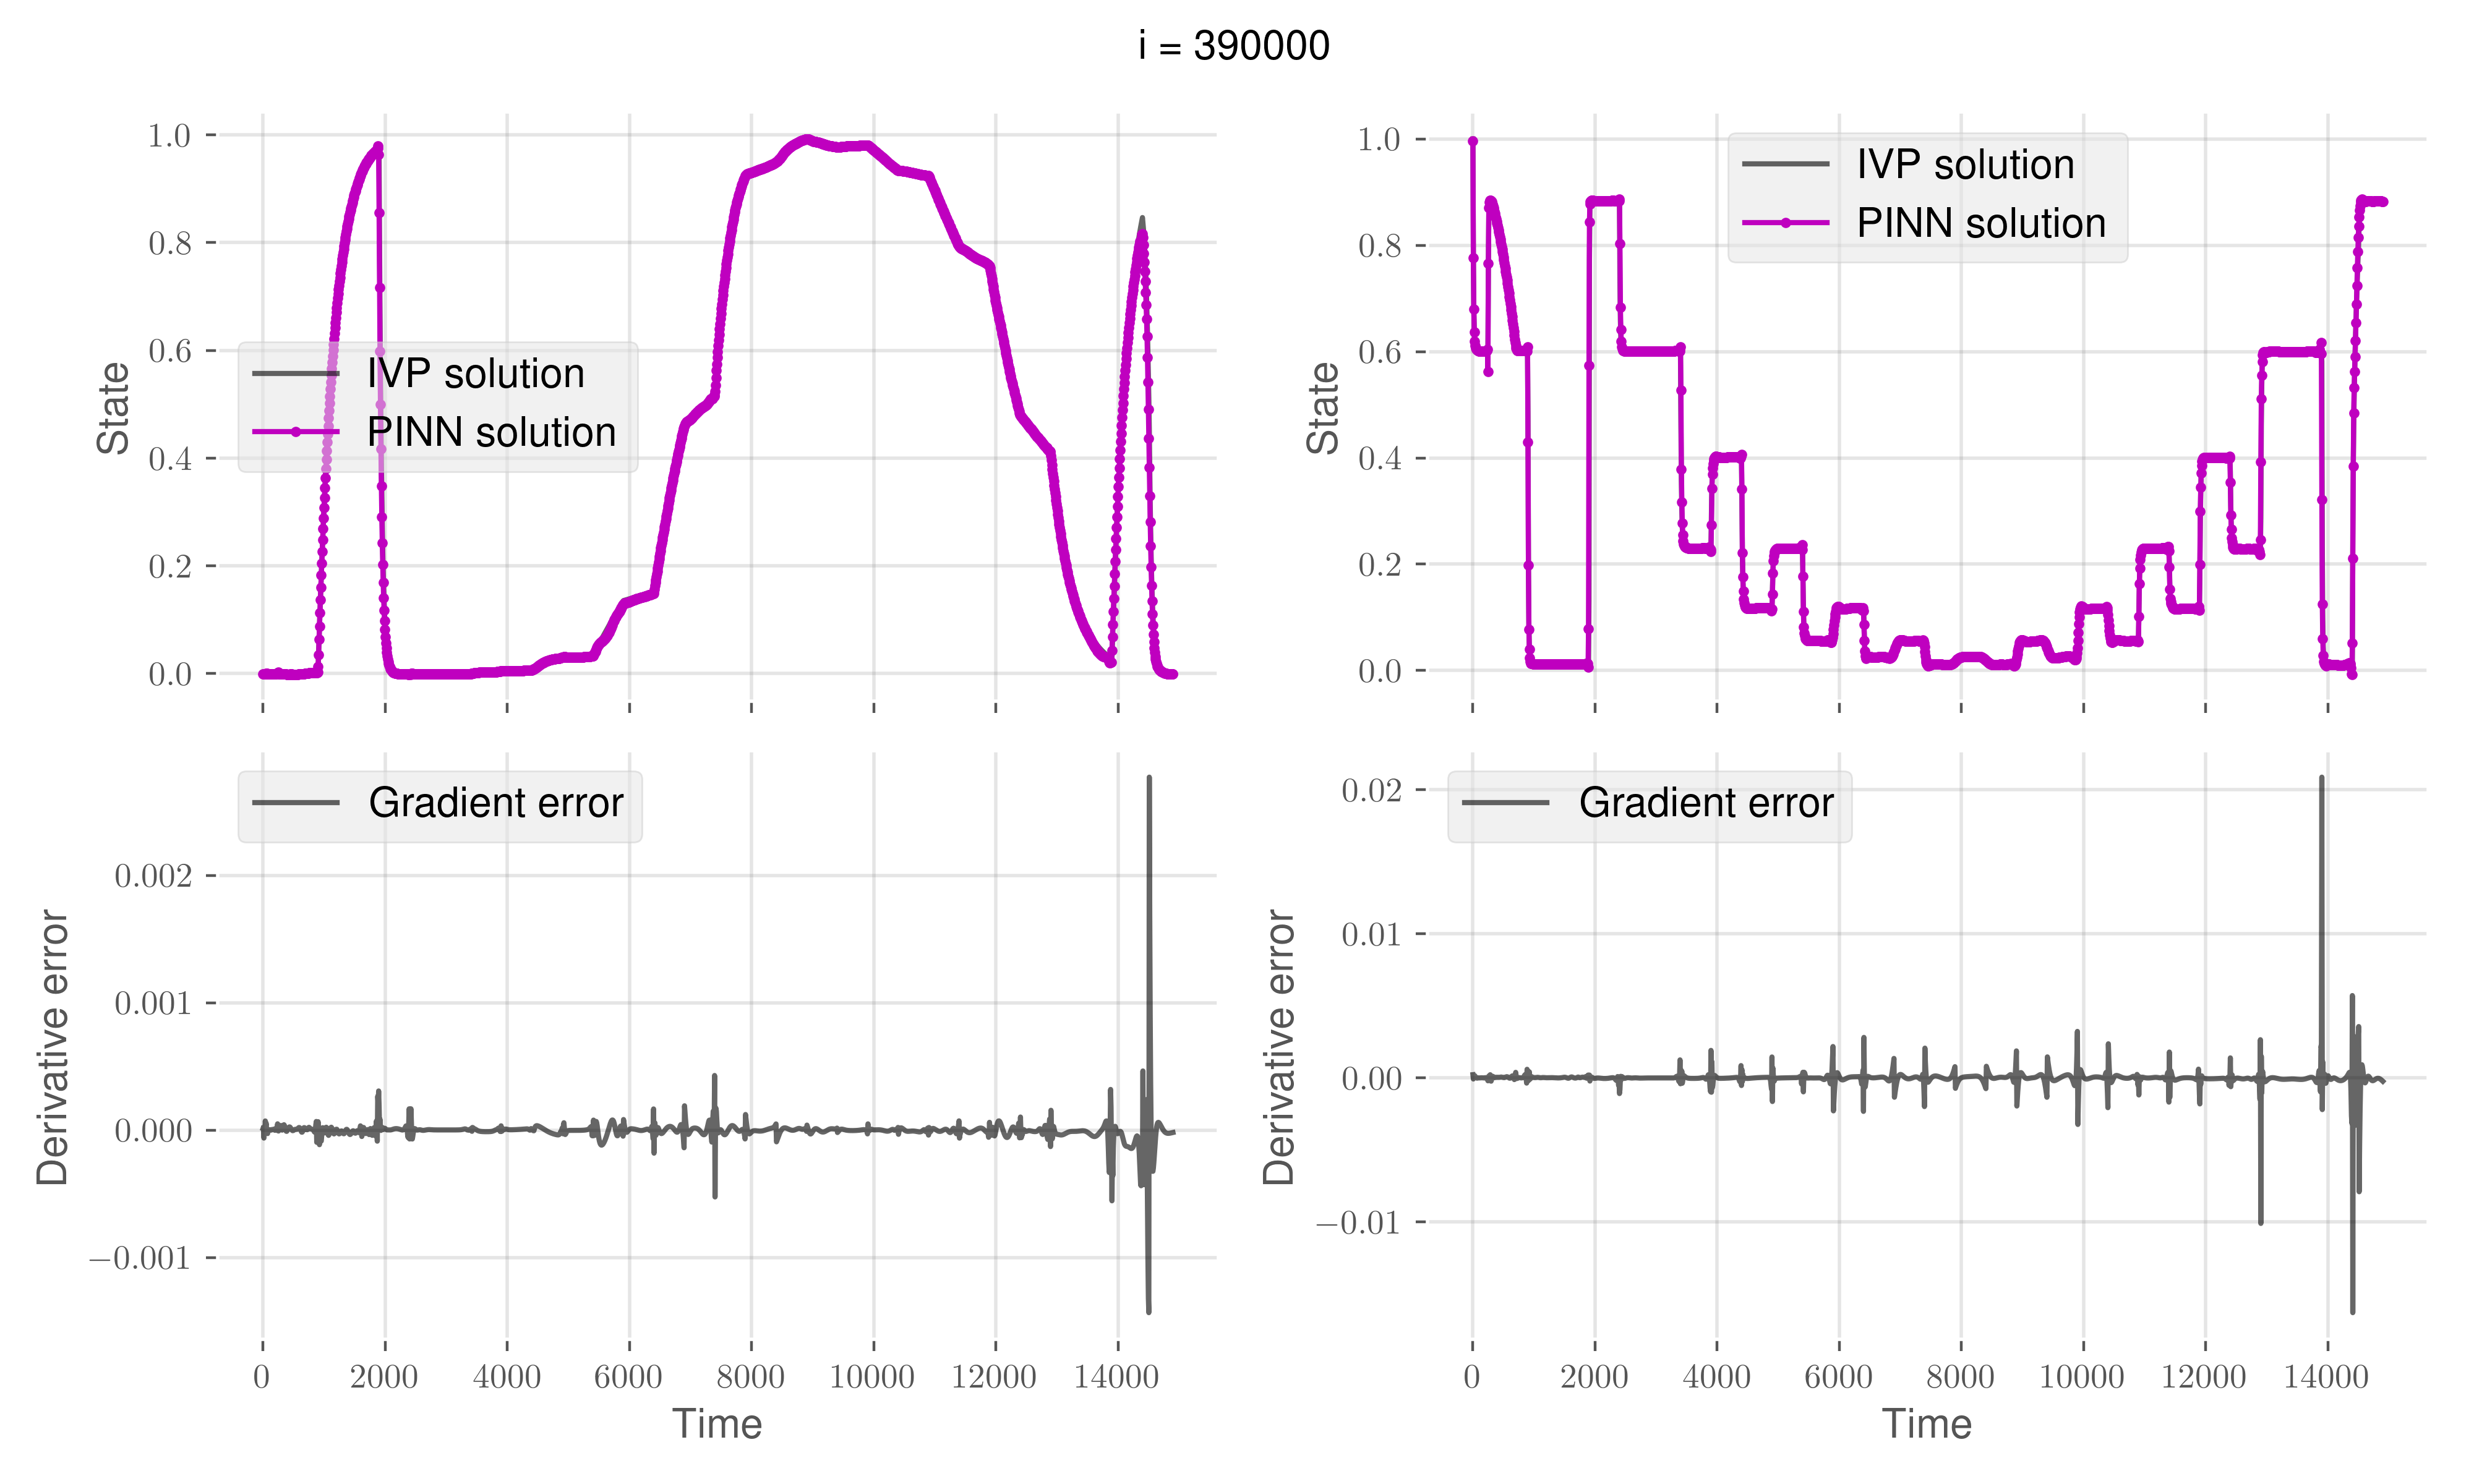 i = 390000
1.0
0.8
0.6
0.4
0.2
0.0
State
IVP solution
PINN solution
1.0
0.8
0.6
0.4
0.2
0.0
State
IVP solution
PINN solution
0.002
0.001
0.000
−0.001
Derivative error
Gradient error
0 2000 4000 6000 8000 10000 12000 14000
Time
0.02
0.01
0.00
−0.01
Derivative error
Gradient error
0 2000 4000 6000 8000 10000 12000 14000
Time